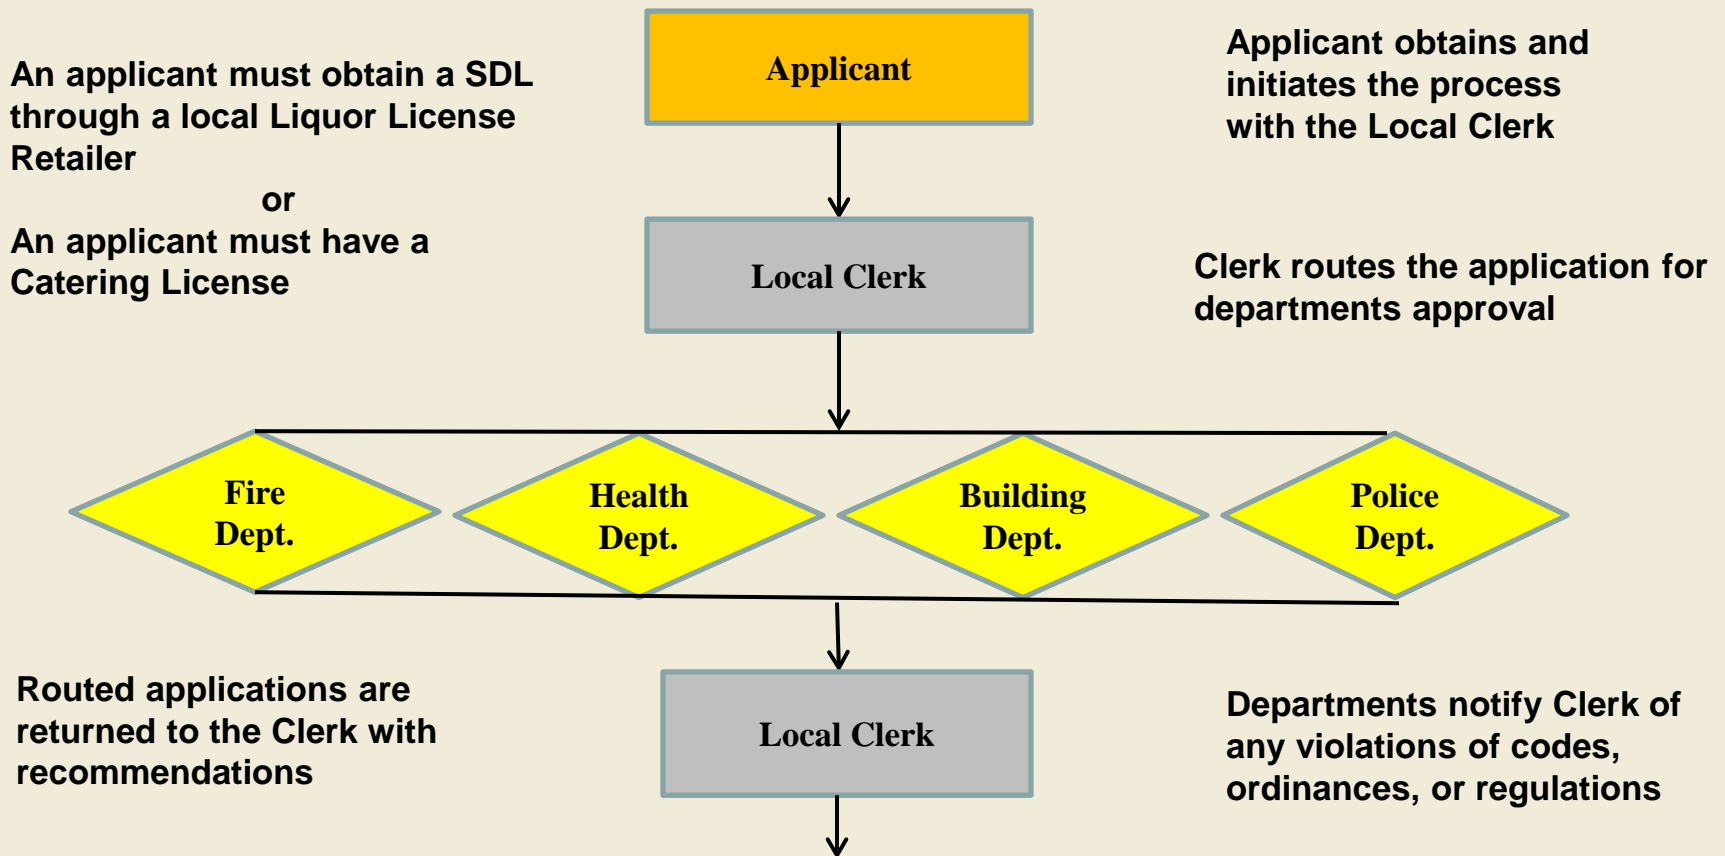 Applicant
An applicant must obtain a SDL
through a local Liquor License
Retailer
or
An applicant must have a
Catering License
Applicant obtains and
initiates the process
with the Local Clerk
Local Clerk
Clerk routes the application for
departments approval
Fire
Dept.
Health
Dept.
Building
Dept.
Police
Dept.
Routed applications are
returned to the Clerk with
recommendations
Local Clerk
Departments notify Clerk of
any violations of codes,
ordinances, or regulations